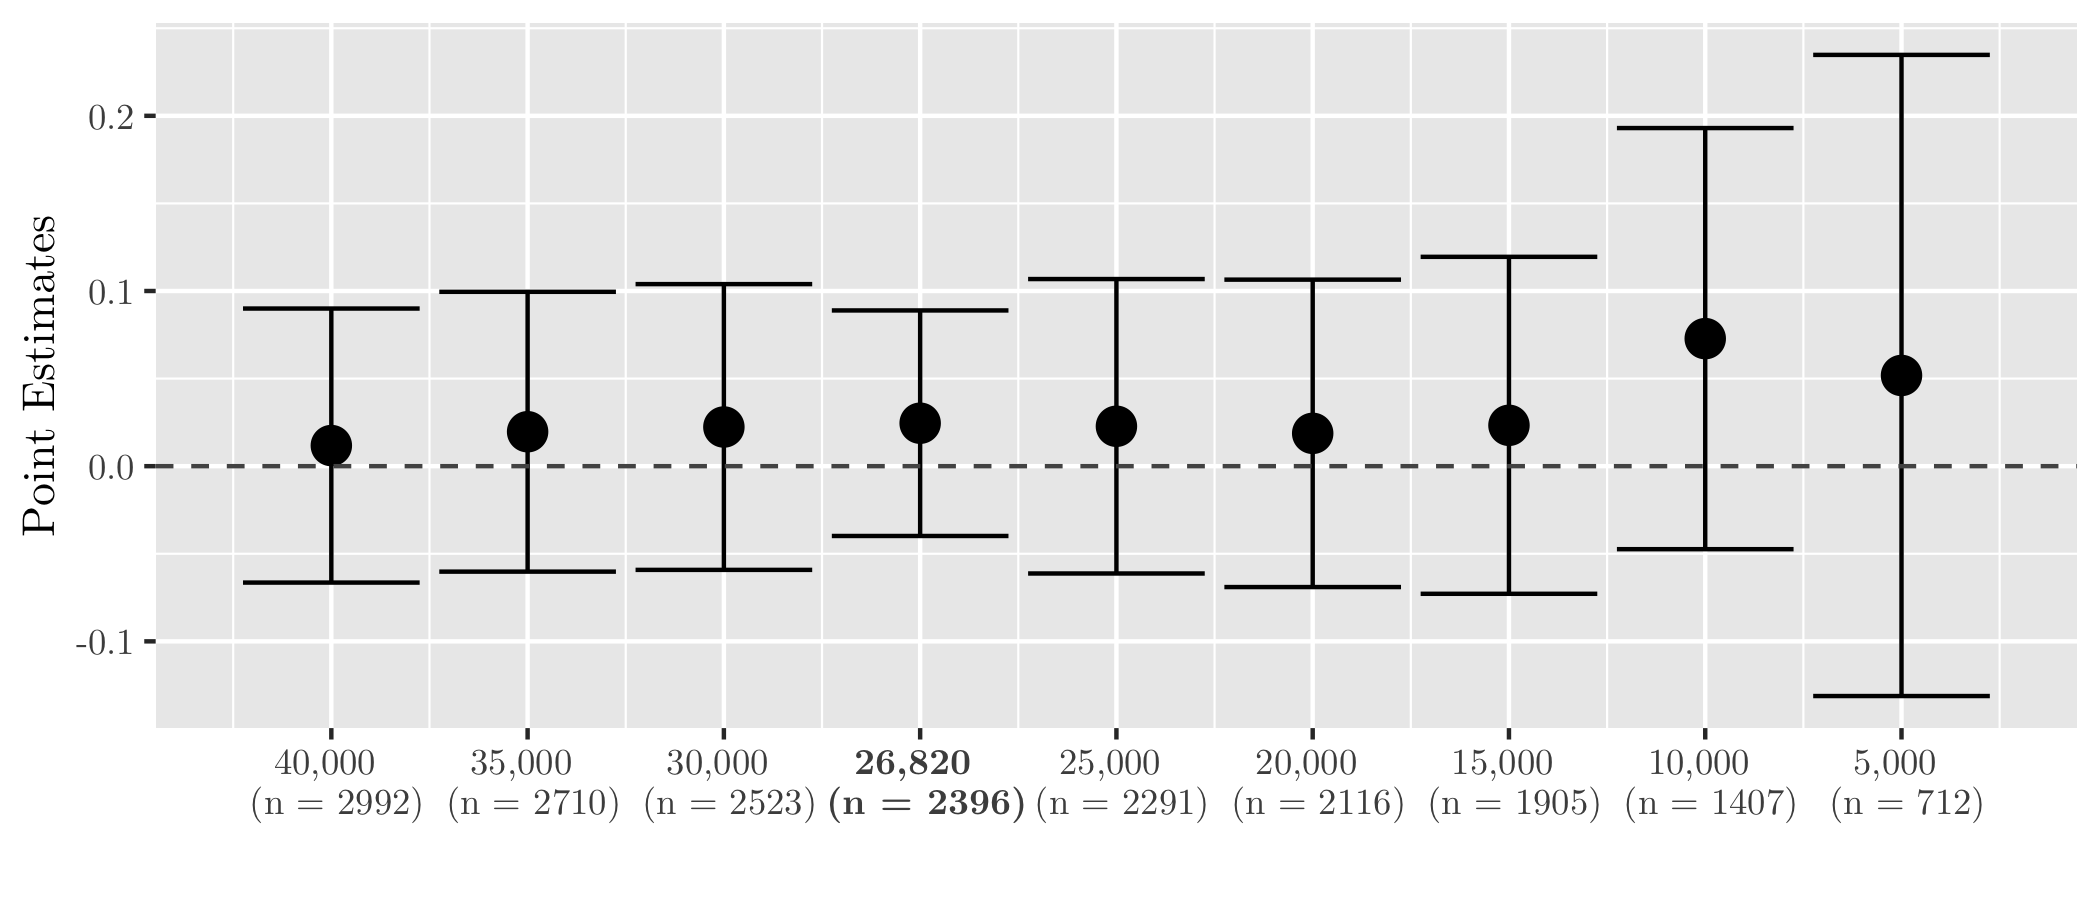 Point Estimates
0.2
0.1
0.0
-0.1
40,000 35,000 30,000 26,820 25,000 20,000 15,000 10,000 5,000
(n = 2992) (n = 2710) (n = 2523) (n = 2396) (n = 2291) (n = 2116) (n = 1905) (n = 1407) (n = 712)